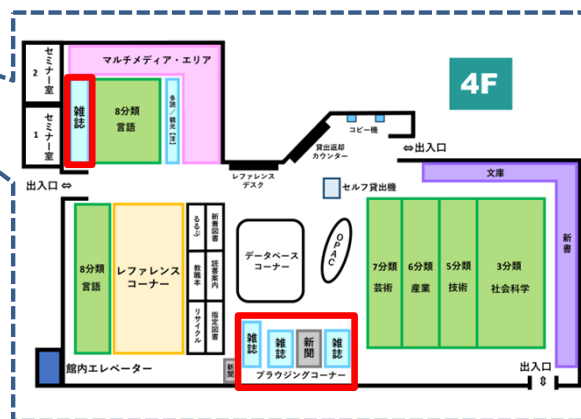 4F
セミナー室
2
セミナー室
1
マルチメディア・エリア
雑誌
8分類
言語
多読／観光【洋】
コピー機
貸出返却
カウンター
⇔出入口
レファレンス
デスク
出入口 ⇔
セルフ貸出機
文庫
新書
8分類
言語
レファレンス
コーナー
るるぶ
新着図書
教職本
読書案内
リサイクル
指定図書
データベース
コーナー
OPAC
7分類
芸術
6分類
産業
5分類
技術
3分類
社会科学
雑誌
雑誌
新聞
雑誌
新聞
ブラウジングコーナー
館内エレベーター
出入口
⇕